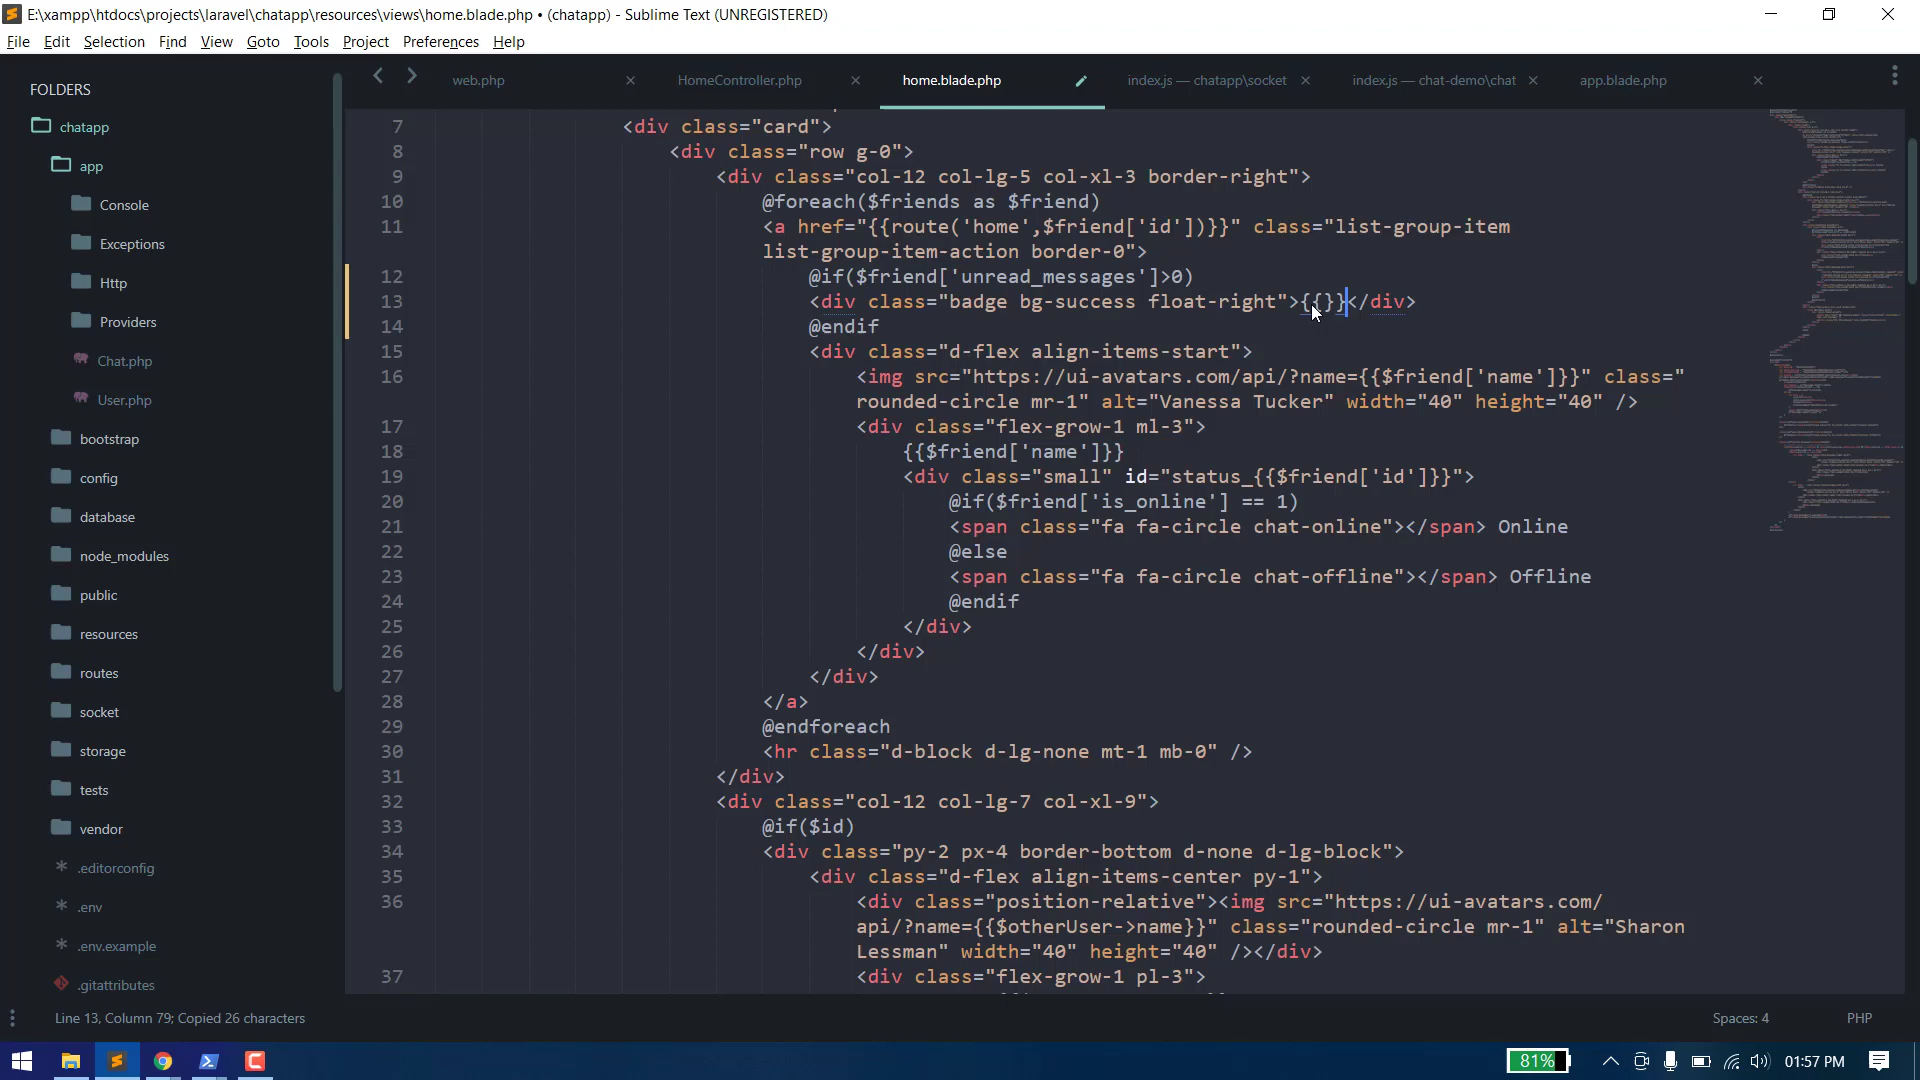 E:\xampp\htdocs\projects\laravel\chatapp\resources\views\home.blade.php • (chatapp) - Sublime Text (UNREGISTERED)
File Edit Selection Find View Goto Tools Project Preferences Help
web.php HomeController.php home.blade.php index.js — chatapp\socket index.js — chat-demo\chat app.blade.php
FOLDERS
chatapp
app
Console
Exceptions
Http
Providers
Chat.php
User.php
bootstrap
config
database
node_modules
public
resources
routes
socket
storage
tests
vendor
.editorconfig
.env
.env.example
.gitattributes
7 <div class="card">
8 <div class="row g-0">
9 <div class="col-12 col-lg-5 col-xl-3 border-right">
10 @foreach($friends as $friend)
11 <a href="{{route('home',$friend['id'])}}" class="list-group-item
list-group-item-action border-0">
12 @if($friend['unread_messages']>0)
13 <div class="badge bg-success float-right">{{}}</div>
14 @endif
15 <div class="d-flex align-items-start">
16 <img src="https://ui-avatars.com/api/?name={{$friend['name']}}" class="
rounded-circle mr-1" alt="Vanessa Tucker" width="40" height="40" />
17 <div class="flex-grow-1 ml-3">
18 {{$friend['name']}}
19 <div class="small" id="status_{{$friend['id']}}">
20 @if($friend['is_online'] == 1)
21 <span class="fa fa-circle chat-online"></span> Online
22 @else
23 <span class="fa fa-circle chat-offline"></span> Offline
24 @endif
25 </div>
26 </div>
27 </div>
28 </a>
29 @endforeach
30 <hr class="d-block d-lg-none mt-1 mb-0" />
31 </div>
32 <div class="col-12 col-lg-7 col-xl-9">
33 @if($id)
34 <div class="py-2 px-4 border-bottom d-none d-lg-block">
35 <div class="d-flex align-items-center py-1">
36 <div class="position-relative"><img src="https://ui-avatars.com/
api/?name={{$otherUser->name}}" class="rounded-circle mr-1" alt="Sharon
Lessman" width="40" height="40" /></div>
37 <div class="flex-grow-1 pl-3">
Line 13, Column 79; Copied 26 characters Spaces: 4 PHP
81% 01:57 PM